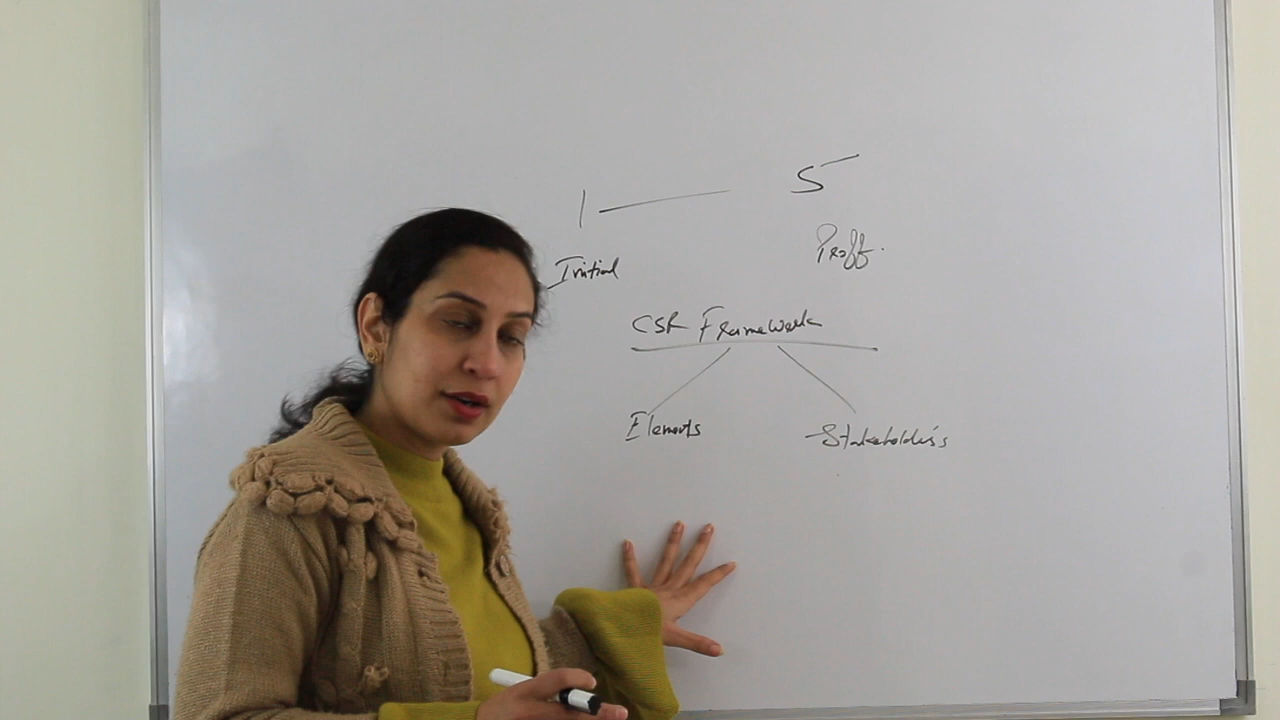 1 — 5
Initial Proff.
CSR Framework
Elements Stakeholders